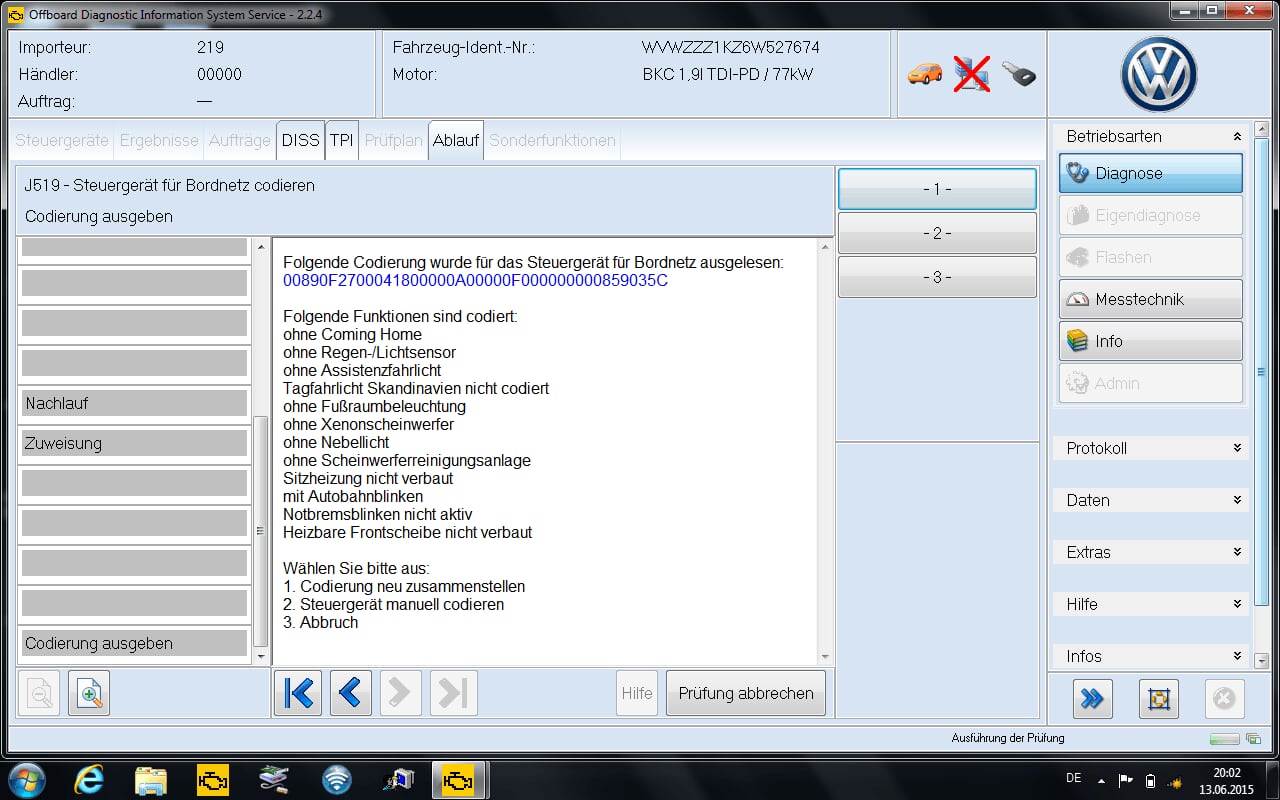 Offboard Diagnostic Information System Service - 2.2.4
Importeur: 219
Händler: 00000
Auftrag: —
Fahrzeug-Ident.-Nr.: WVWZZZ1KZ6W527674
Motor: BKC 1,9l TDI-PD / 77kW
Steuergeräte Ergebnisse Aufträge DISS TPI Prüfplan Ablauf Sonderfunktionen
J519 - Steuergerät für Bordnetz codieren
Codierung ausgeben
Nachlauf
Zuweisung
Codierung ausgeben
Folgende Codierung wurde für das Steuergerät für Bordnetz ausgelesen:
00890F2700041800000A00000F000000000859035C
Folgende Funktionen sind codiert:
ohne Coming Home
ohne Regen-/Lichtsensor
ohne Assistenzfahrlicht
Tagfahrlicht Skandinavien nicht codiert
ohne Fußraumbeleuchtung
ohne Xenonscheinwerfer
ohne Nebellicht
ohne Scheinwerferreinigungsanlage
Sitzheizung nicht verbaut
mit Autobahnblinken
Notbremsblinken nicht aktiv
Heizbare Frontscheibe nicht verbaut
Wählen Sie bitte aus:
1. Codierung neu zusammenstellen
2. Steuergerät manuell codieren
3. Abbruch
Hilfe
Prüfung abbrechen
- 1 -
- 2 -
- 3 -
Betriebsarten
Diagnose
Eigendiagnose
Flashen
Messtechnik
Info
Admin
Protokoll
Daten
Extras
Hilfe
Infos
Ausführung der Prüfung
DE
20:02
13.06.2015